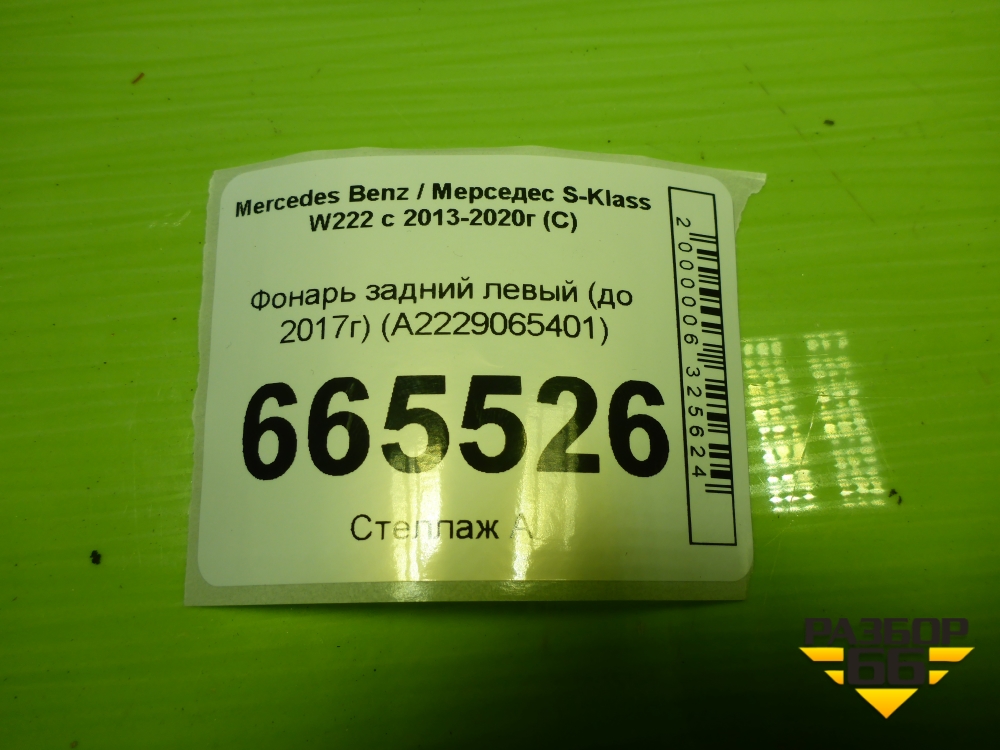 Mercedes Benz / Мерседес S-Klass
W222 с 2013-2020г (С)
Фонарь задний левый (до
2017г) (A2229065401)
665526
Стеллаж А
2000006325624
РАЗБОР
66